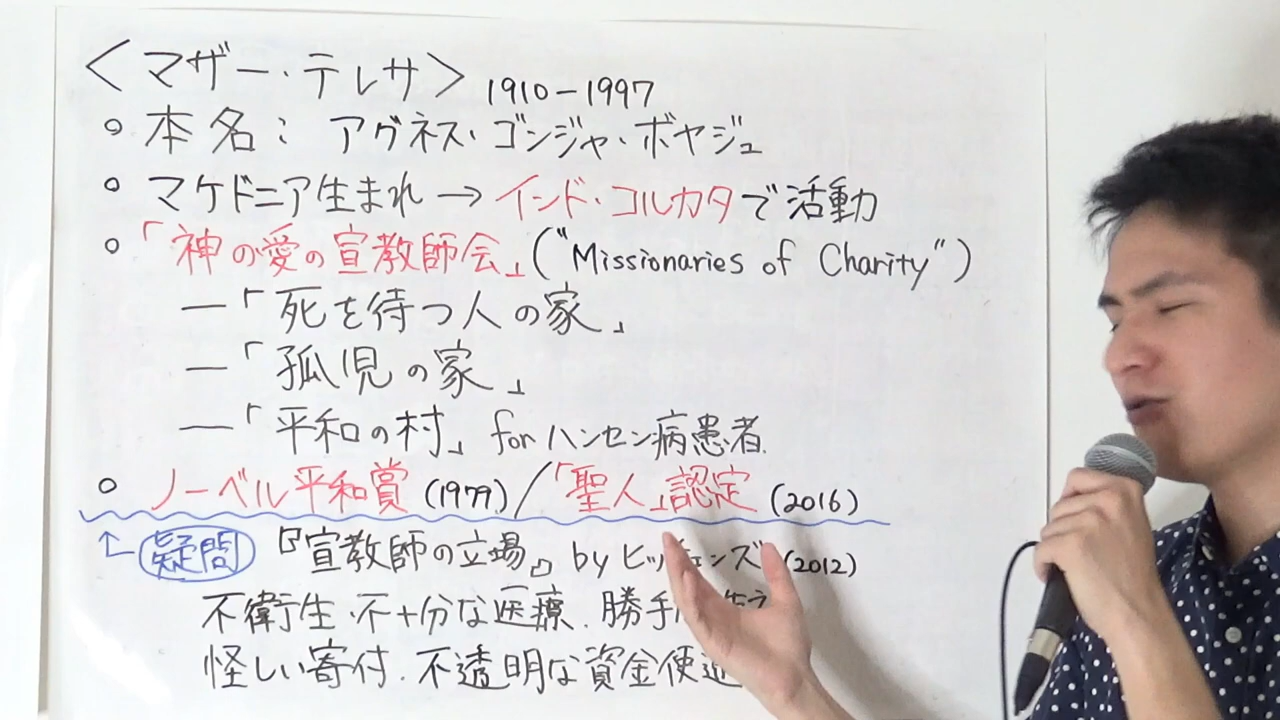 〈マザー・テレサ〉 1910-1997
○ 本名: アグネス・ゴンジャ・ボヤジュ
○ マケドニア生まれ → インド・コルカタで活動
○ 「神の愛の宣教師会」("Missionaries of Charity")
—「死を待つ人の家」
—「孤児の家」
—「平和の村」 for ハンセン病患者.
○ ノーベル平和賞 (1979)/「聖人」認定 (2016)
↑ 疑問 『宣教師の立場』 by ヒッチェンズ (2012)
不衛生・不十分な医療. 勝手
怪しい寄付. 不透明な資金使